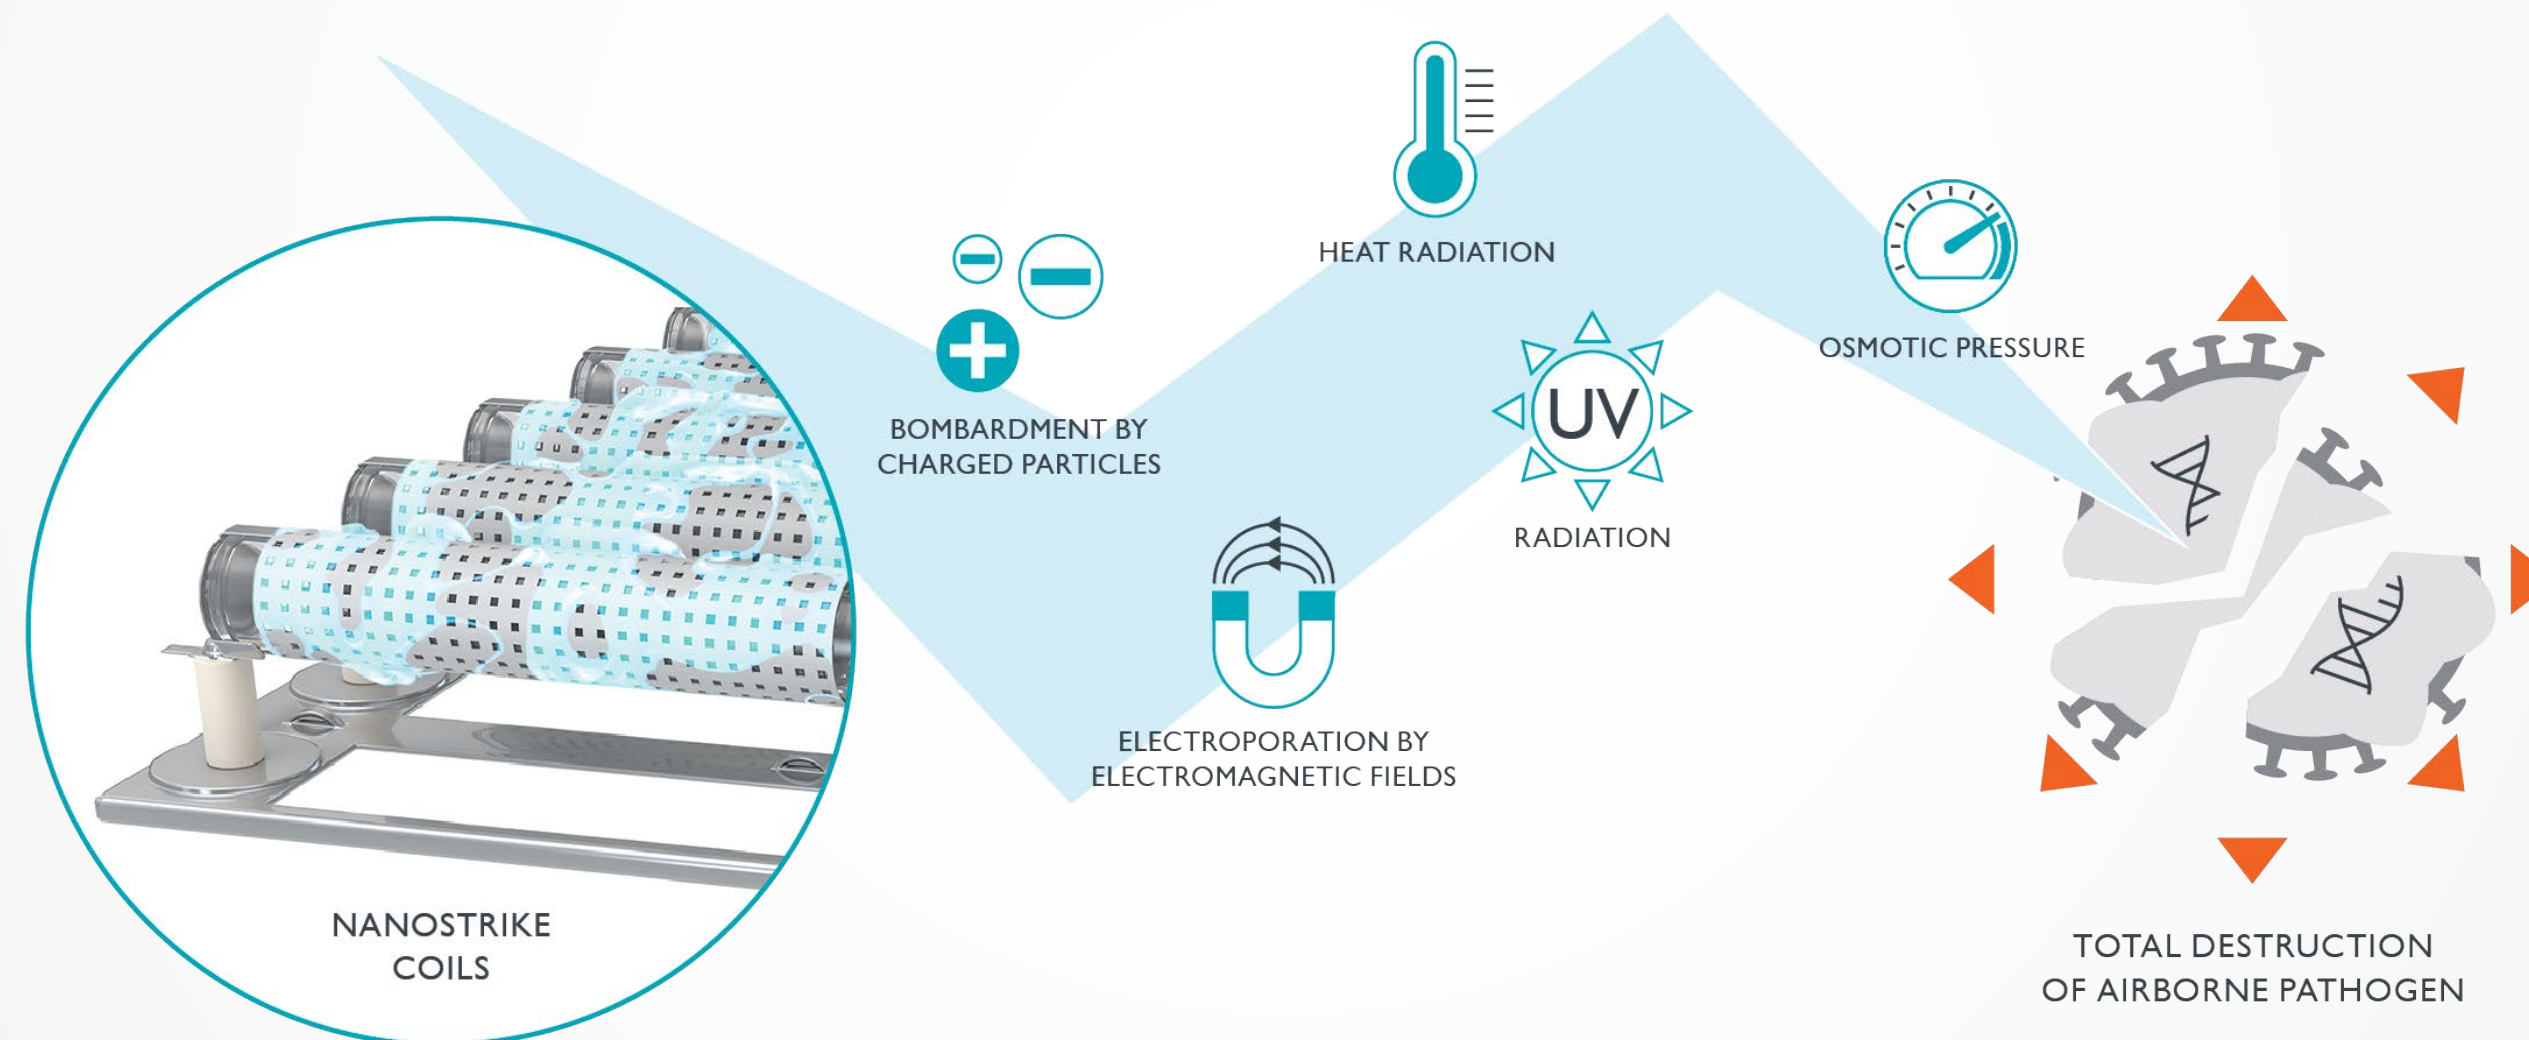 NANOSTRIKE
COILS
BOMBARDMENT BY
CHARGED PARTICLES
ELECTROPORATION BY
ELECTROMAGNETIC FIELDS
HEAT RADIATION
UV
RADIATION
OSMOTIC PRESSURE
TOTAL DESTRUCTION
OF AIRBORNE PATHOGEN